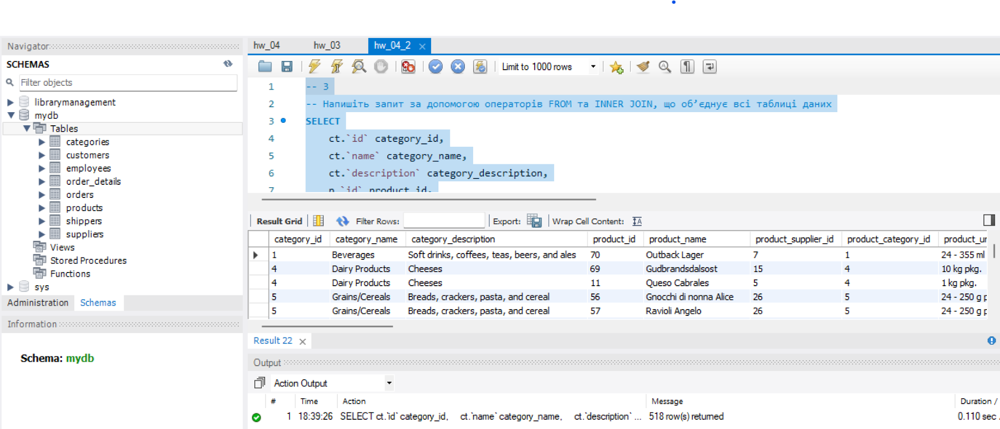 hw_04 hw_03 hw_04_2
Navigator
SCHEMAS
Filter objects
librarymanagement
mydb
Tables
categories
customers
employees
order_details
orders
products
shippers
suppliers
Views
Stored Procedures
Functions
sys
Administration Schemas
Information
Schema: mydb
Limit to 1000 rows
1 -- 3
2 -- Напишіть запит за допомогою операторів FROM та INNER JOIN, що об’єднує всі таблиці даних
3 SELECT
4 ct.`id` category_id,
5 ct.`name` category_name,
6 ct.`description` category_description,
7 p.`id` product_id,
Result Grid Filter Rows: Export: Wrap Cell Content:
category_id category_name category_description product_id product_name product_supplier_id product_category_id
1 Beverages Soft drinks, coffees, teas, beers, and ales 70 Outback Lager 7 1 24 - 355 ml
4 Dairy Products Cheeses 69 Gudbrandsdalsost 15 4 10 kg pkg.
4 Dairy Products Cheeses 11 Queso Cabrales 5 4 1 kg pkg.
5 Grains/Cereals Breads, crackers, pasta, and cereal 56 Gnocchi di nonna Alice 26 5 24 - 250 g p
5 Grains/Cereals Breads, crackers, pasta, and cereal 57 Ravioli Angelo 26 5 24 - 250 g p
Result 22
Output
Action Output
# Time Action Message Duration /
1 18:39:26 SELECT ct.`id` category_id, ct.`name` category_name, ct.`description` ... 518 row(s) returned 0.110 sec